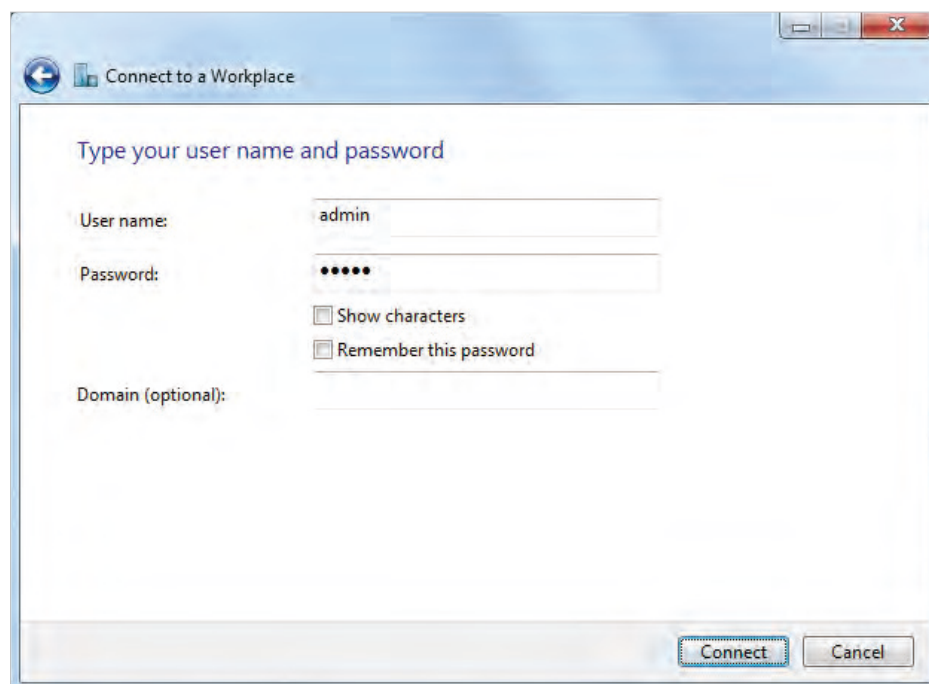 Connect to a Workplace
Type your user name and password
User name: admin
Password: •••••
Show characters
Remember this password
Domain (optional):
Connect Cancel